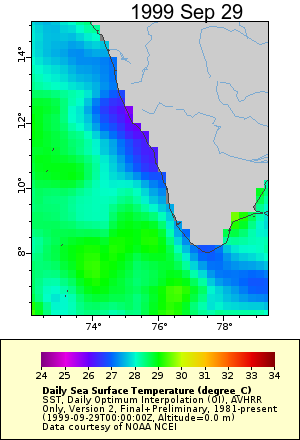 1999 Sep 29
14°
12°
10°
8°
74° 76° 78°
24 25 26 27 28 29 30 31 32 33 34
Daily Sea Surface Temperature (degree_C)
SST, Daily Optimum Interpolation (OI), AVHRR
Only, Version 2, Final+Preliminary, 1981-present
(1999-09-29T00:00:00Z, Altitude=0.0 m)
Data courtesy of NOAA NCEI